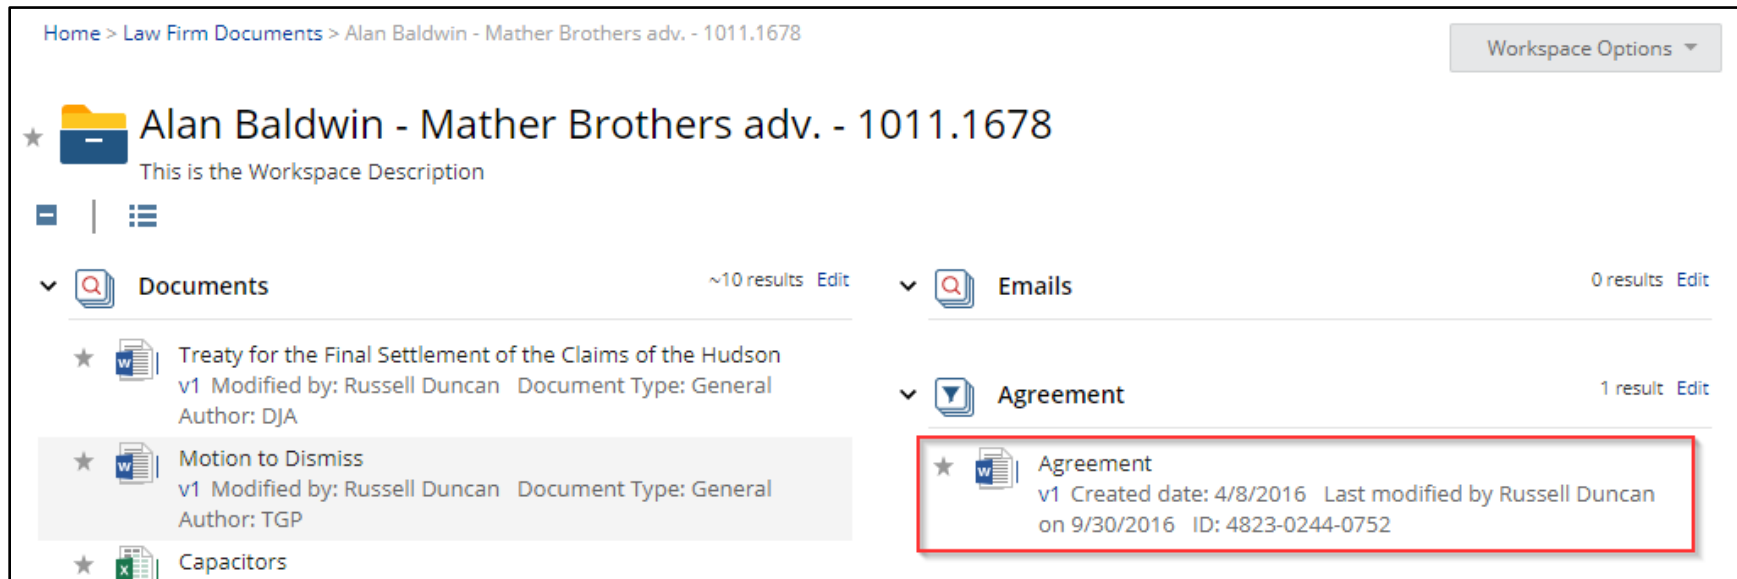 Home > Law Firm Documents > Alan Baldwin - Mather Brothers adv. - 1011.1678
Workspace Options
Alan Baldwin - Mather Brothers adv. - 1011.1678
This is the Workspace Description
Documents
~10 results Edit
Treaty for the Final Settlement of the Claims of the Hudson
v1 Modified by: Russell Duncan Document Type: General
Author: DJA
Motion to Dismiss
v1 Modified by: Russell Duncan Document Type: General
Author: TGP
Capacitors
Emails
0 results Edit
Agreement
1 result Edit
Agreement
v1 Created date: 4/8/2016 Last modified by Russell Duncan
on 9/30/2016 ID: 4823-0244-0752